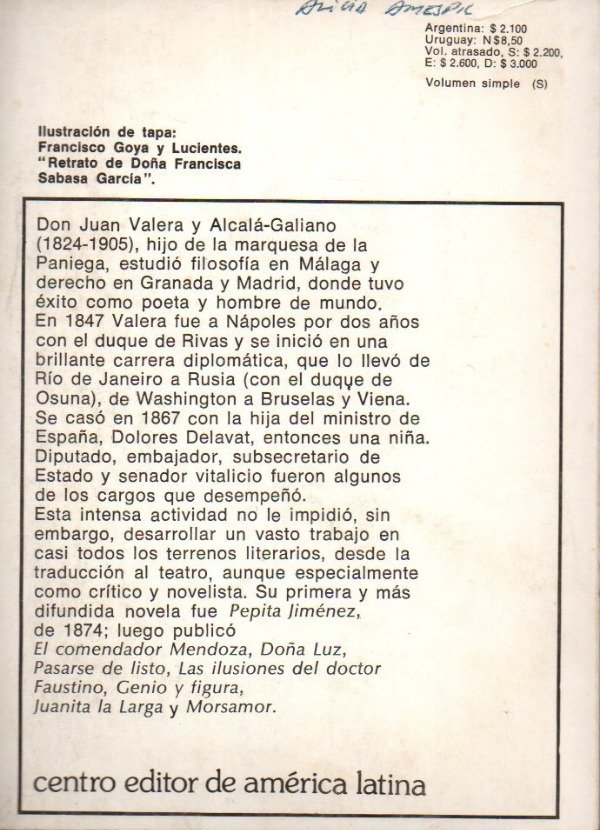 Alicia
Argentina: $ 2.100
Uruguay: N$8,50
Vol. atrasado, S: $ 2.200,
E: $ 2.600, D: $ 3.000
Volumen simple (S)
Ilustración de tapa:
Francisco Goya y Lucientes.
"Retrato de Doña Francisca
Sabasa García".
Don Juan Valera y Alcalá-Galiano
(1824-1905), hijo de la marquesa de la
Paniega, estudió filosofía en Málaga y
derecho en Granada y Madrid, donde tuvo
éxito como poeta y hombre de mundo.
En 1847 Valera fue a Nápoles por dos años
con el duque de Rivas y se inició en una
brillante carrera diplomática, que lo llevó de
Río de Janeiro a Rusia (con el duque de
Osuna), de Washington a Bruselas y Viena.
Se casó en 1867 con la hija del ministro de
España, Dolores Delavat, entonces una niña.
Diputado, embajador, subsecretario de
Estado y senador vitalicio fueron algunos
de los cargos que desempeñó.
Esta intensa actividad no le impidió, sin
embargo, desarrollar un vasto trabajo en
casi todos los terrenos literarios, desde la
traducción al teatro, aunque especialmente
como crítico y novelista. Su primera y más
difundida novela fue Pepita Jiménez,
de 1874; luego publicó
El comendador Mendoza, Doña Luz,
Pasarse de listo, Las ilusiones del doctor
Faustino, Genio y figura,
Juanita la Larga y Morsamor.
centro editor de américa latina